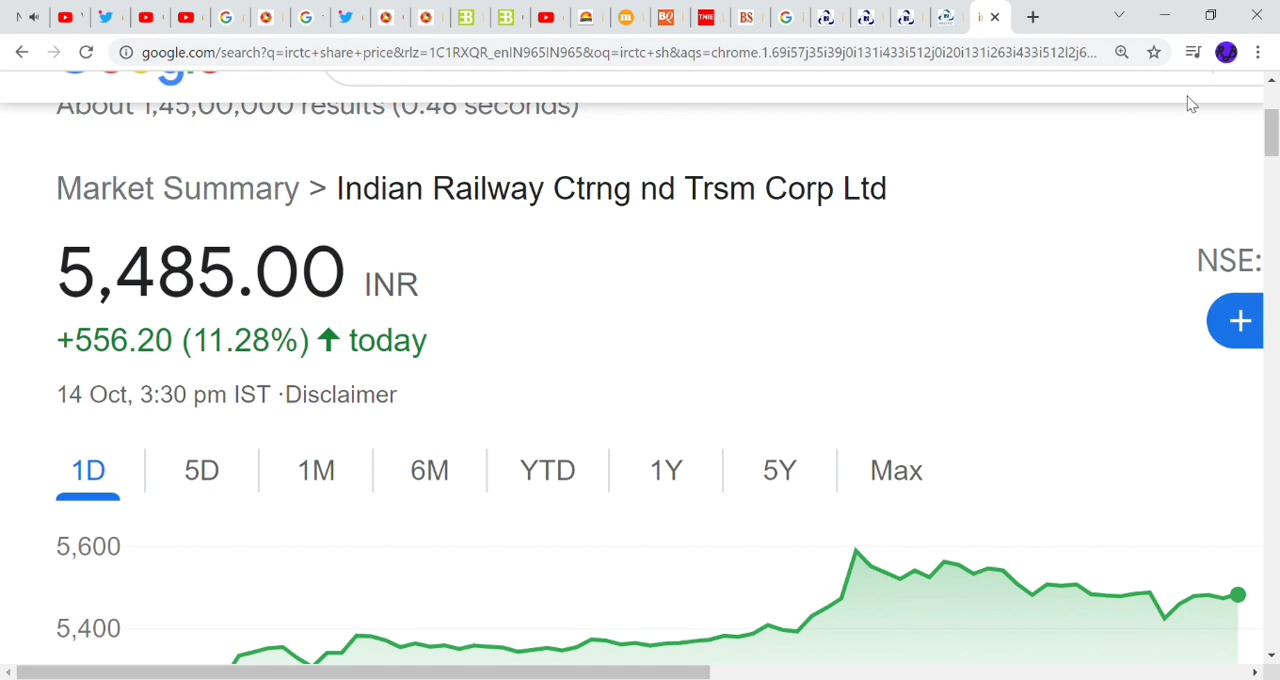 google.com/search?q=irctc+share+price&rlz=1C1RXQR_enIN965IN965&oq=irctc+sh&aqs=chrome.1.69i57j35i39j0i131i433i512j0i20i131i263i433i512l2j6...
About 1,45,00,000 results (0.46 seconds)
Market Summary > Indian Railway Ctrng nd Trsm Corp Ltd
5,485.00 INR
NSE:
+556.20 (11.28%) ↑ today
+
14 Oct, 3:30 pm IST ·Disclaimer
1D 5D 1M 6M YTD 1Y 5Y Max
5,600
5,400